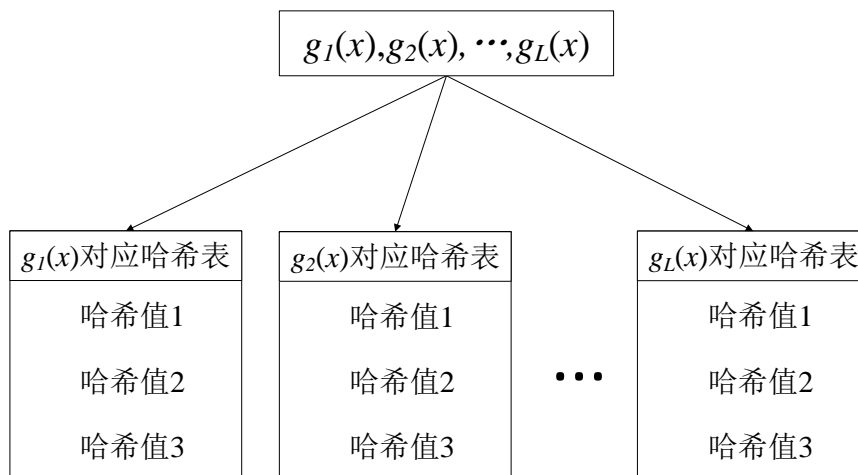 g1(x),g2(x),⋯,gL(x)
g1(x)对应哈希表
哈希值1
哈希值2
哈希值3
g2(x)对应哈希表
哈希值1
哈希值2
哈希值3
⋯
gL(x)对应哈希表
哈希值1
哈希值2
哈希值3